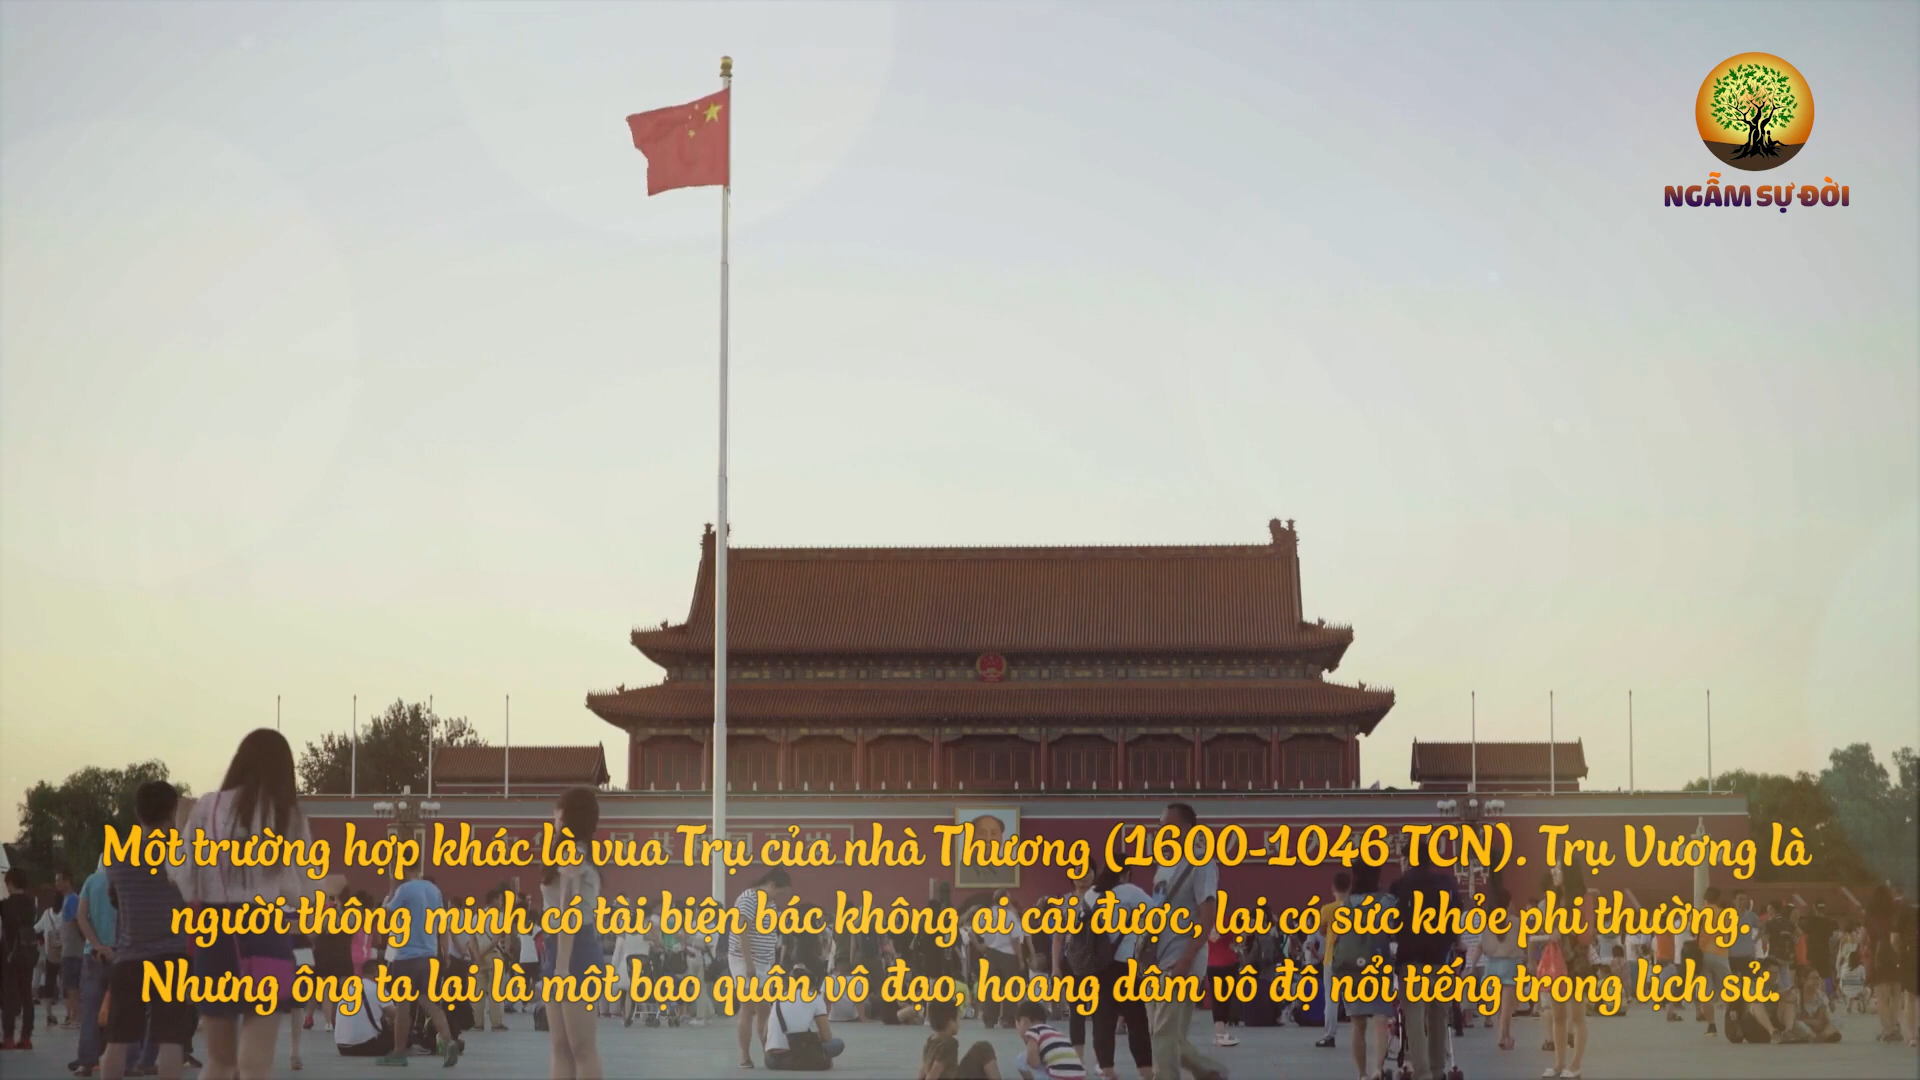 NGẪM SỰ ĐỜI
Một trường hợp khác là vua Trụ của nhà Thương (1600-1046 TCN). Trụ Vương là
người thông minh có tài biện bác không ai cãi được, lại có sức khỏe phi thường.
Nhưng ông ta lại là một bạo quân vô đạo, hoang dâm vô độ nổi tiếng trong lịch sử.